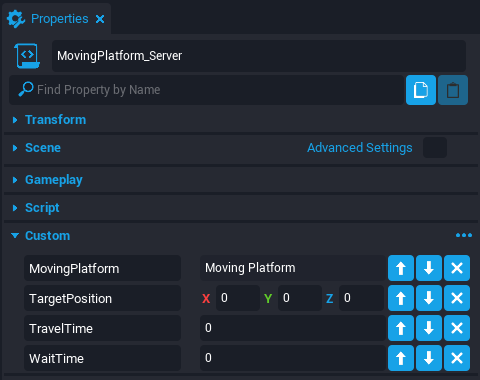 Properties
MovingPlatform_Server
Find Property by Name
Transform
Scene Advanced Settings
Gameplay
Script
Custom
MovingPlatform Moving Platform
TargetPosition X 0 Y 0 Z 0
TravelTime 0
WaitTime 0